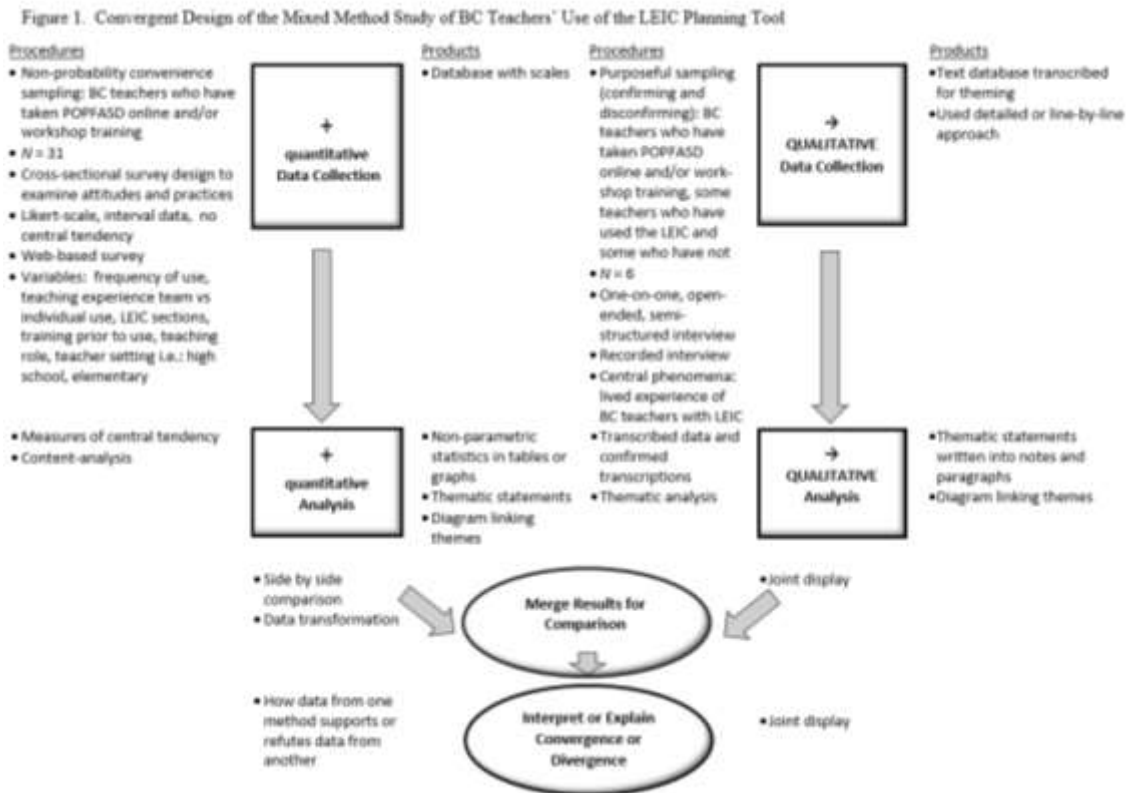 Figure 1. Convergent Design of the Mixed Method Study of BC Teachers' Use of the LEIC Planning Tool
Procedures
• Non-probability convenience
sampling: BC teachers who have
taken POPFASD online and/or
workshop training
• N = 31
• Cross-sectional survey design to
examine attitudes and practices
• Likert-scale, interval data, no
central tendency
• Web-based survey
• Variables: frequency of use,
teaching experience team vs
individual use, LEIC sections,
training prior to use, teaching
role, teacher setting i.e.: high
school, elementary
+
quantitative
Data Collection
Products
• Database with scales
Procedures
• Purposeful sampling
(confirming and
disconfirming): BC
teachers who have
taken POPFASD
online and/or work-
shop training, some
teachers who have
used the LEIC and
some who have not
• N = 6
• One-on-one, open-
ended, semi-
structured interview
• Recorded interview
• Central phenomena:
lived experience of
BC teachers with LEIC
→
QUALITATIVE
Data Collection
Products
• Text database transcribed
for theming
• Used detailed or line-by-line
approach
• Measures of central tendency
• Content-analysis
+
quantitative
Analysis
• Non-parametric
statistics in tables or
graphs
• Thematic statements
• Diagram linking
themes
• Transcribed data and
confirmed
transcriptions
• Thematic analysis
→
QUALITATIVE
Analysis
• Thematic statements
written into notes and
paragraphs
• Diagram linking themes
• Side by side
comparison
• Data transformation
Merge Results for
Comparison
• Joint display
• How data from one
method supports or
refutes data from
another
Interpret or Explain
Convergence or
Divergence
• Joint display